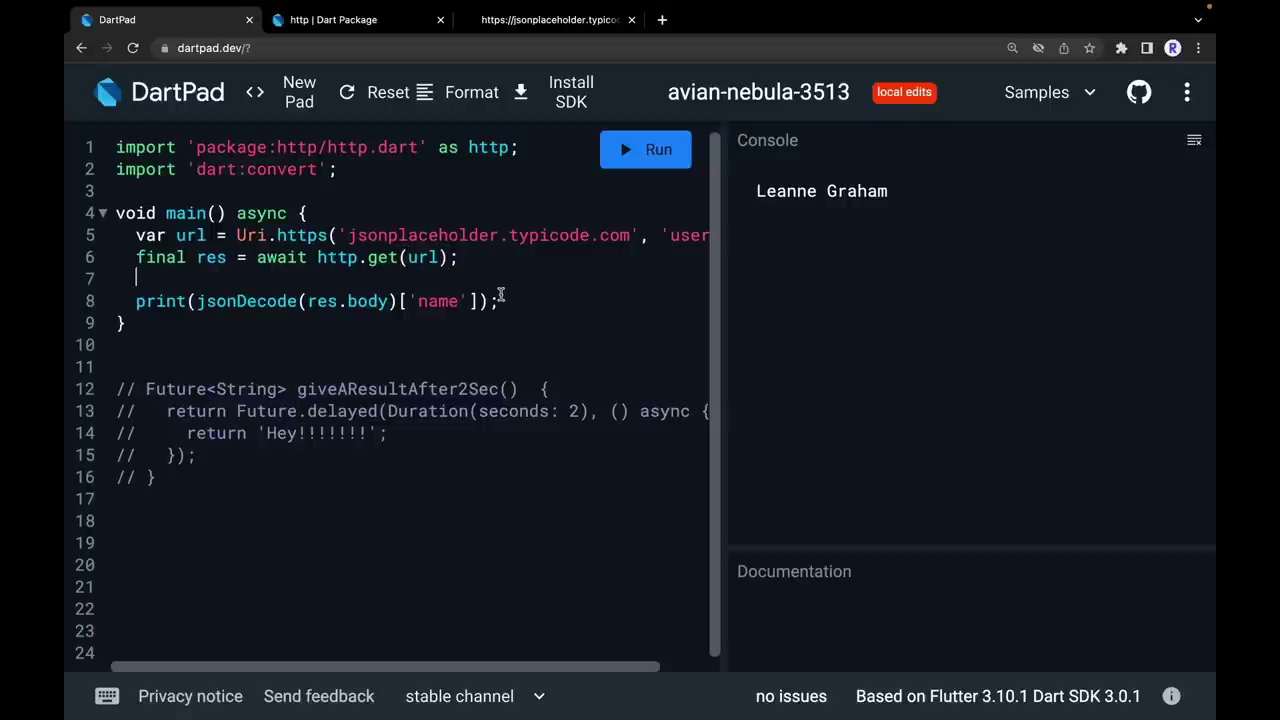 DartPad
http | Dart Package
https://jsonplaceholder.typico
dartpad.dev/?
R
DartPad
New Pad
Reset
Format
Install SDK
avian-nebula-3513
local edits
Samples
1 import 'package:http/http.dart' as http;
2 import 'dart:convert';
3
4 void main() async {
5 var url = Uri.https('jsonplaceholder.typicode.com', 'user
6 final res = await http.get(url);
7
8 print(jsonDecode(res.body)['name']);
9 }
10
11
12 // Future<String> giveAResultAfter2Sec()  {
13 //   return Future.delayed(Duration(seconds: 2), () async {
14 //     return 'Hey!!!!!!!';
15 //   });
16 // }
17
18
19
20
21
22
23
24
Run
Console
Leanne Graham
Documentation
Privacy notice
Send feedback
stable channel
no issues
Based on Flutter 3.10.1 Dart SDK 3.0.1